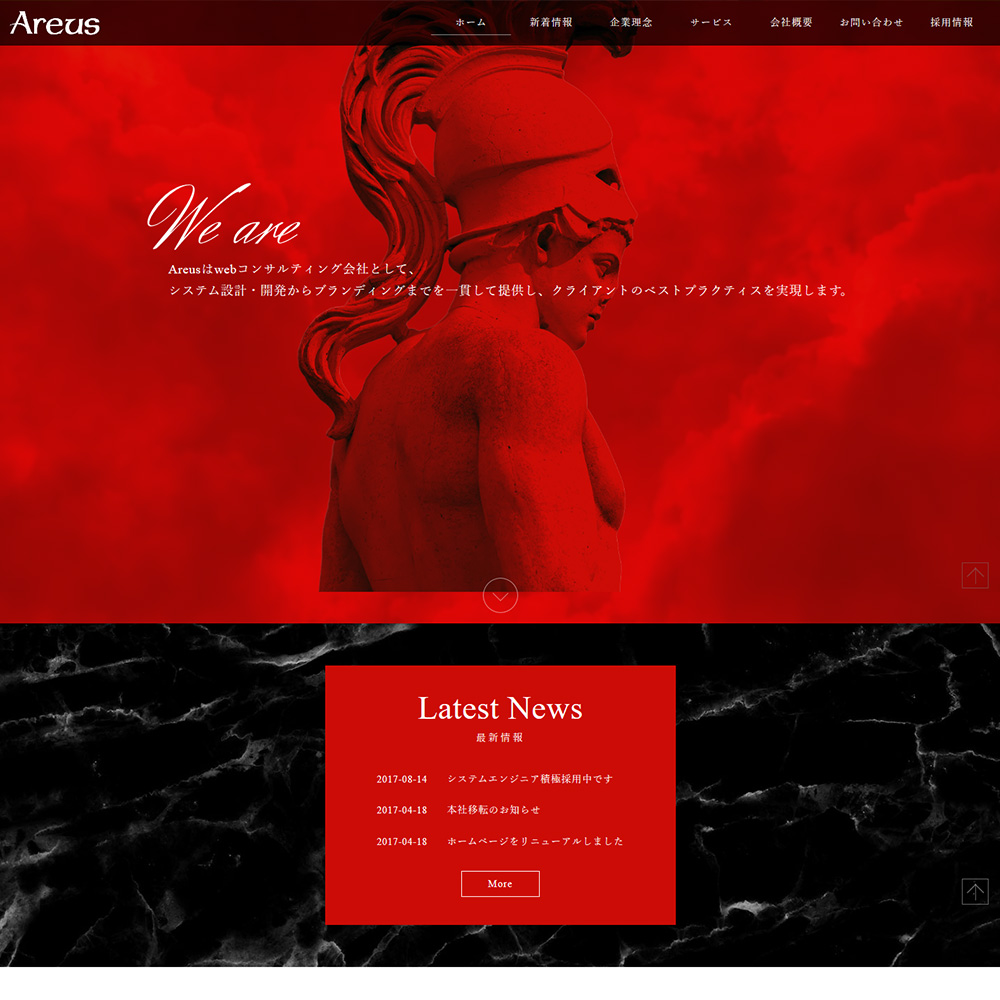 Areus
ホーム 新着情報 企業理念 サービス 会社概要 お問い合わせ 採用情報
We are
Areusはwebコンサルティング会社として、
システム設計・開発からブランディングまでを一貫して提供し、クライアントのベストプラクティスを実現します。
Latest News
最新情報
2017-08-14 システムエンジニア積極採用中です
2017-04-18 本社移転のお知らせ
2017-04-18 ホームページをリニューアルしました
More